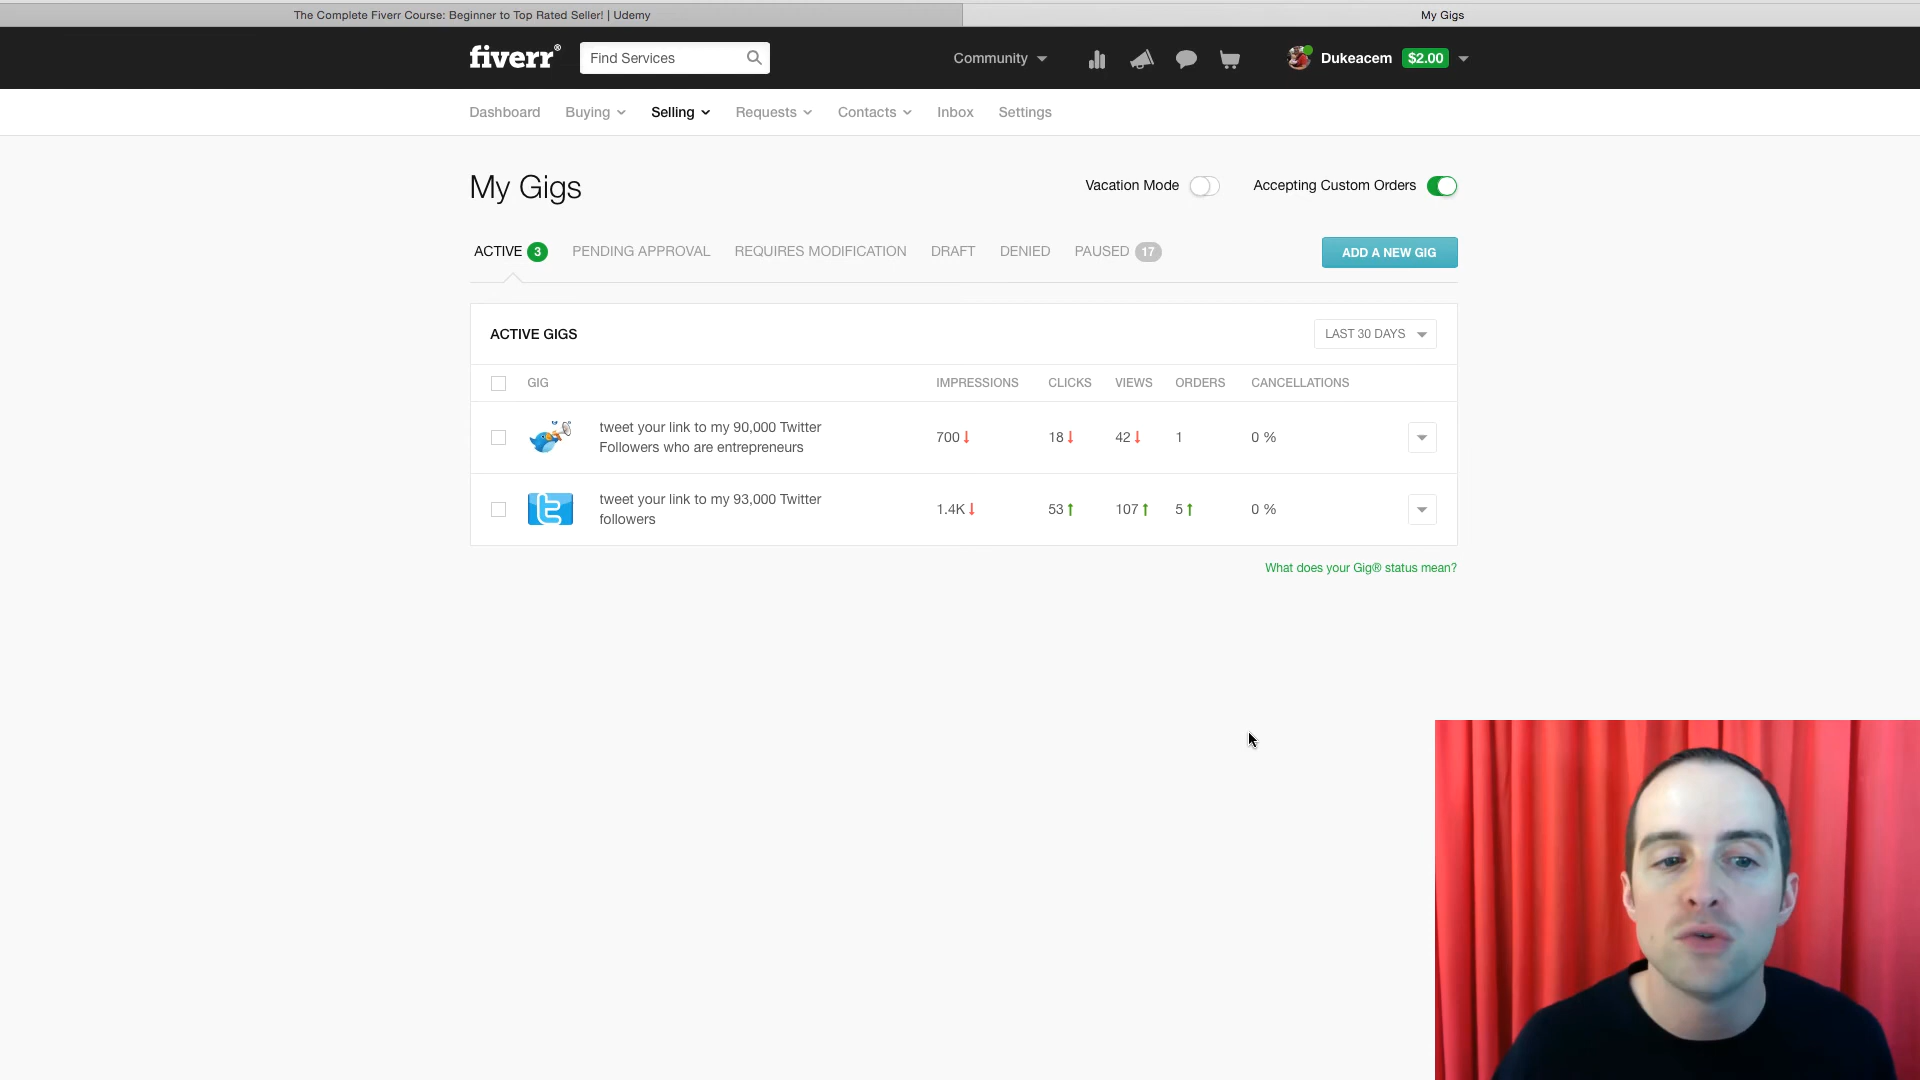 The Complete Fiverr Course: Beginner to Top Rated Seller! | Udemy
My Gigs
fiverr®
Find Services
Community
Dukeacem
$2.00
Dashboard
Buying
Selling
Requests
Contacts
Inbox
Settings
My Gigs
Vacation Mode
Accepting Custom Orders
ACTIVE 3
PENDING APPROVAL
REQUIRES MODIFICATION
DRAFT
DENIED
PAUSED 17
ADD A NEW GIG
ACTIVE GIGS
LAST 30 DAYS
GIG
IMPRESSIONS
CLICKS
VIEWS
ORDERS
CANCELLATIONS
tweet your link to my 90,000 Twitter
Followers who are entrepreneurs
700
18
42
1
0 %
tweet your link to my 93,000 Twitter
followers
1.4K
53
107
5
0 %
What does your Gig® status mean?